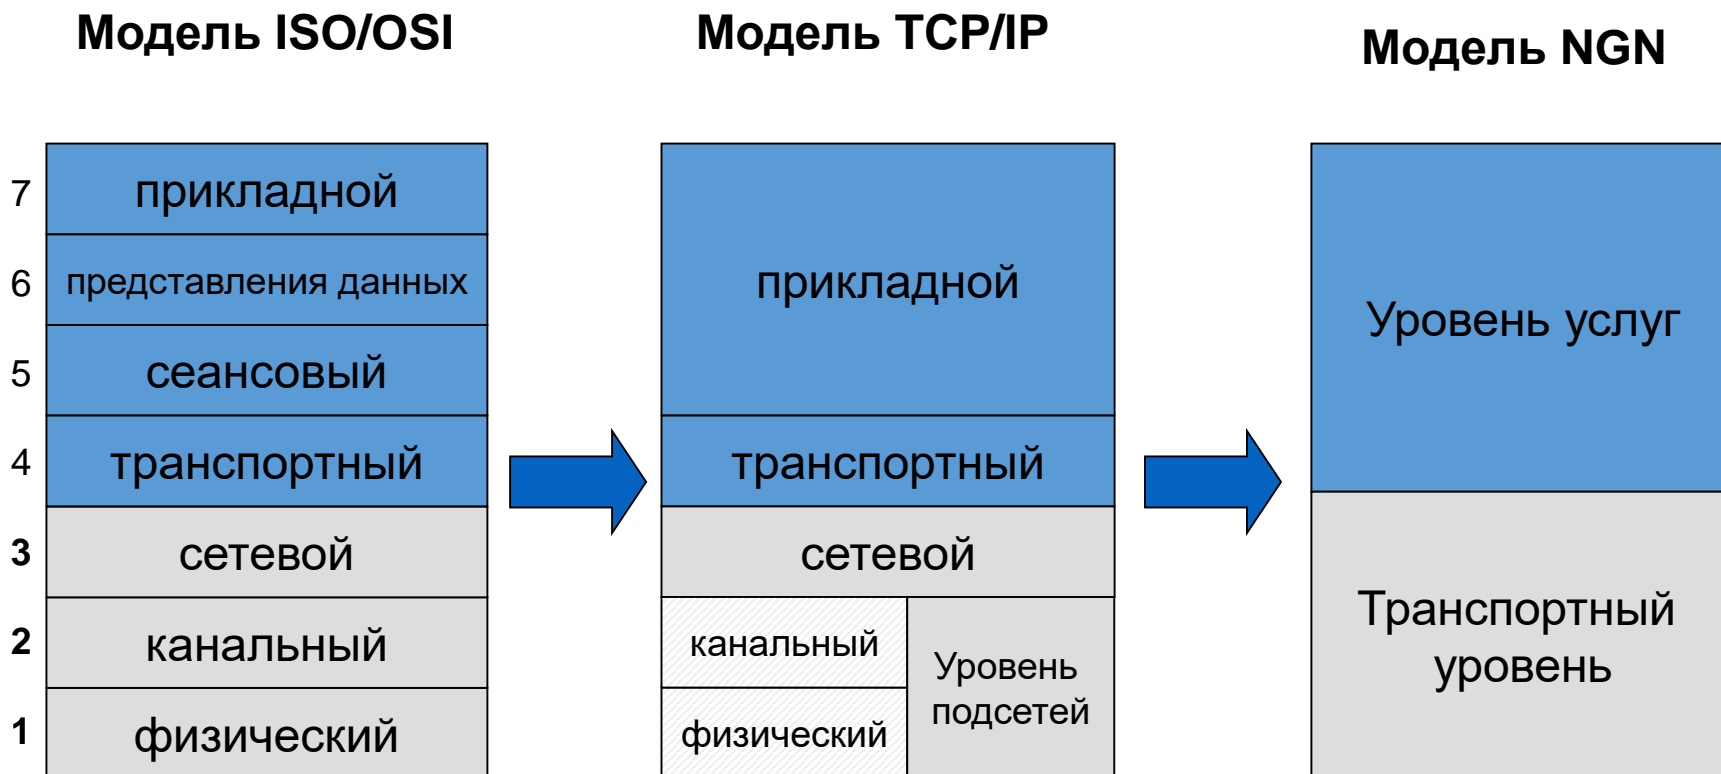 Модель ISO/OSI
Модель TCP/IP
Модель NGN
7
прикладной
6
представления данных
5
сеансовый
4
транспортный
3
сетевой
2
канальный
1
физический
прикладной
транспортный
сетевой
канальный
физический
Уровень
подсетей
Уровень услуг
Транспортный
уровень